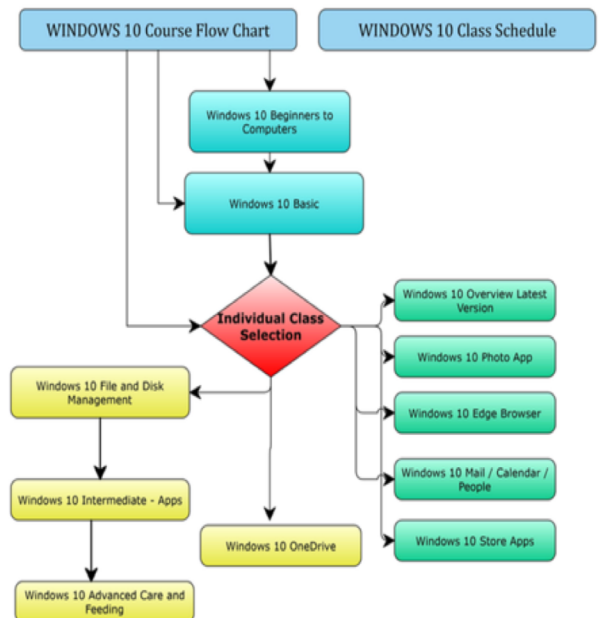 WINDOWS 10 Course Flow Chart
WINDOWS 10 Class Schedule
Windows 10 Beginners to
Computers
Windows 10 Basic
Individual Class
Selection
Windows 10 Overview Latest
Version
Windows 10 Photo App
Windows 10 Edge Browser
Windows 10 Mail / Calendar /
People
Windows 10 Store Apps
Windows 10 File and Disk
Management
Windows 10 Intermediate - Apps
Windows 10 OneDrive
Windows 10 Advanced Care and
Feeding